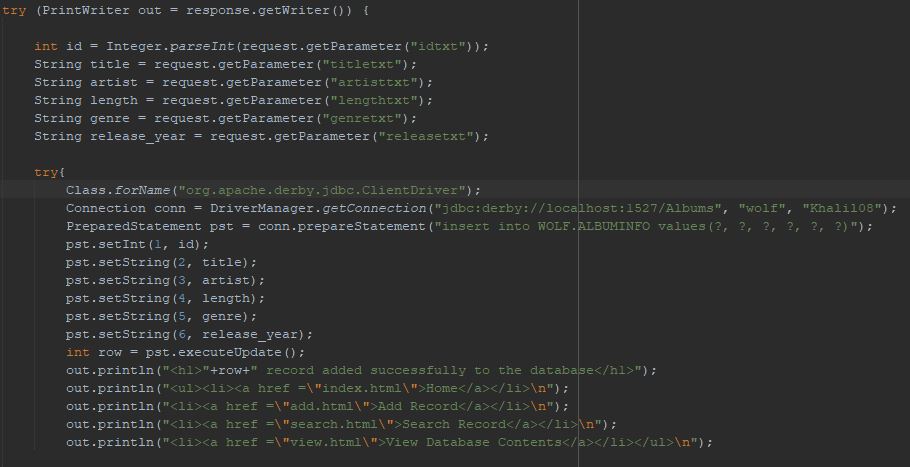 try (PrintWriter out = response.getWriter()) {
int id = Integer.parseInt(request.getParameter("idtxt"));
String title = request.getParameter("titletxt");
String artist = request.getParameter("artisttxt");
String length = request.getParameter("lengthtxt");
String genre = request.getParameter("genretxt");
String release_year = request.getParameter("releasetxt");
try{
Class.forName("org.apache.derby.jdbc.ClientDriver");
Connection conn = DriverManager.getConnection("jdbc:derby://localhost:1527/Albums", "wolf", "Khalil08");
PreparedStatement pst = conn.prepareStatement("insert into WOLF.ALBUMINFO values(?, ?, ?, ?, ?, ?)");
pst.setInt(1, id);
pst.setString(2, title);
pst.setString(3, artist);
pst.setString(4, length);
pst.setString(5, genre);
pst.setString(6, release_year);
int row = pst.executeUpdate();
out.println("<h1>"+row+" record added successfully to the database</h1>");
out.println("<ul><li><a href =\"index.html\">Home</a></li>\n");
out.println("<li><a href =\"add.html\">Add Record</a></li>\n");
out.println("<li><a href =\"search.html\">Search Record</a></li>\n");
out.println("<li><a href =\"view.html\">View Database Contents</a></li></ul>\n");